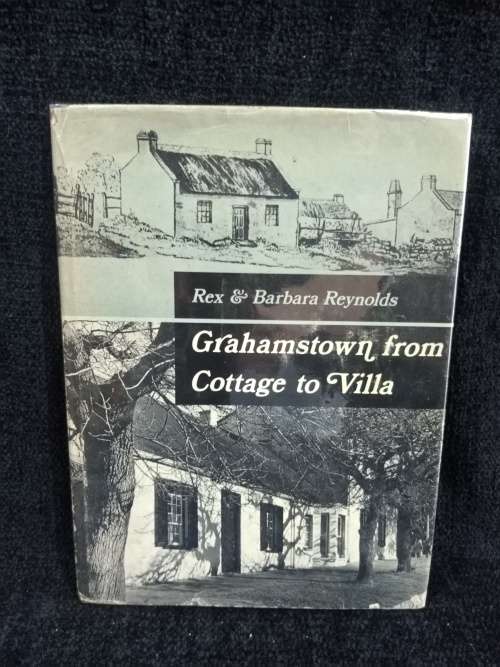 Rex & Barbara Reynolds
Grahamstown from
Cottage to Villa